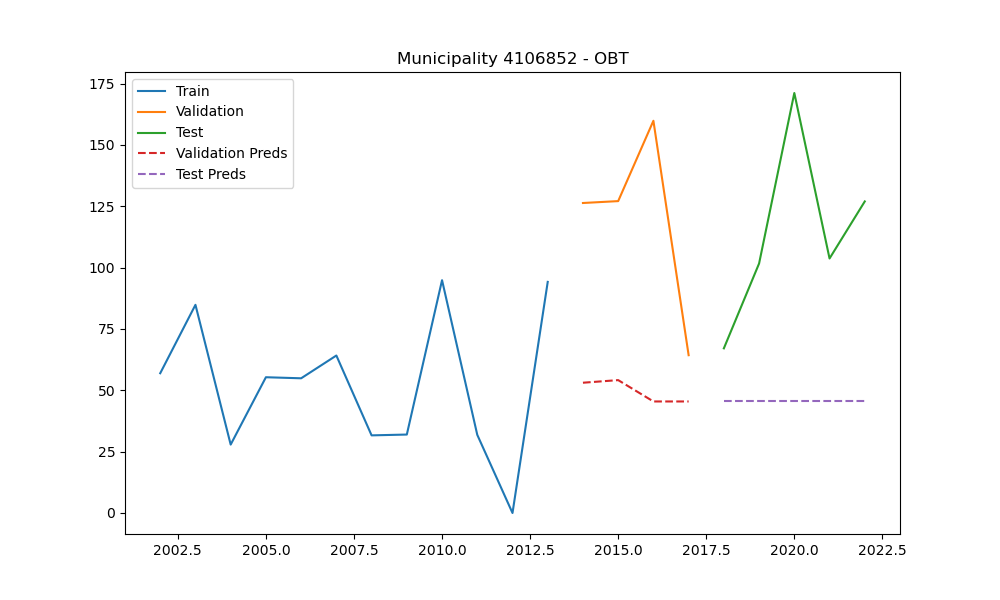 Municipality 4106852 - OBT
Train
Validation
Test
Validation Preds
Test Preds
175
150
125
100
75
50
25
0
2002.5 2005.0 2007.5 2010.0 2012.5 2015.0 2017.5 2020.0 2022.5